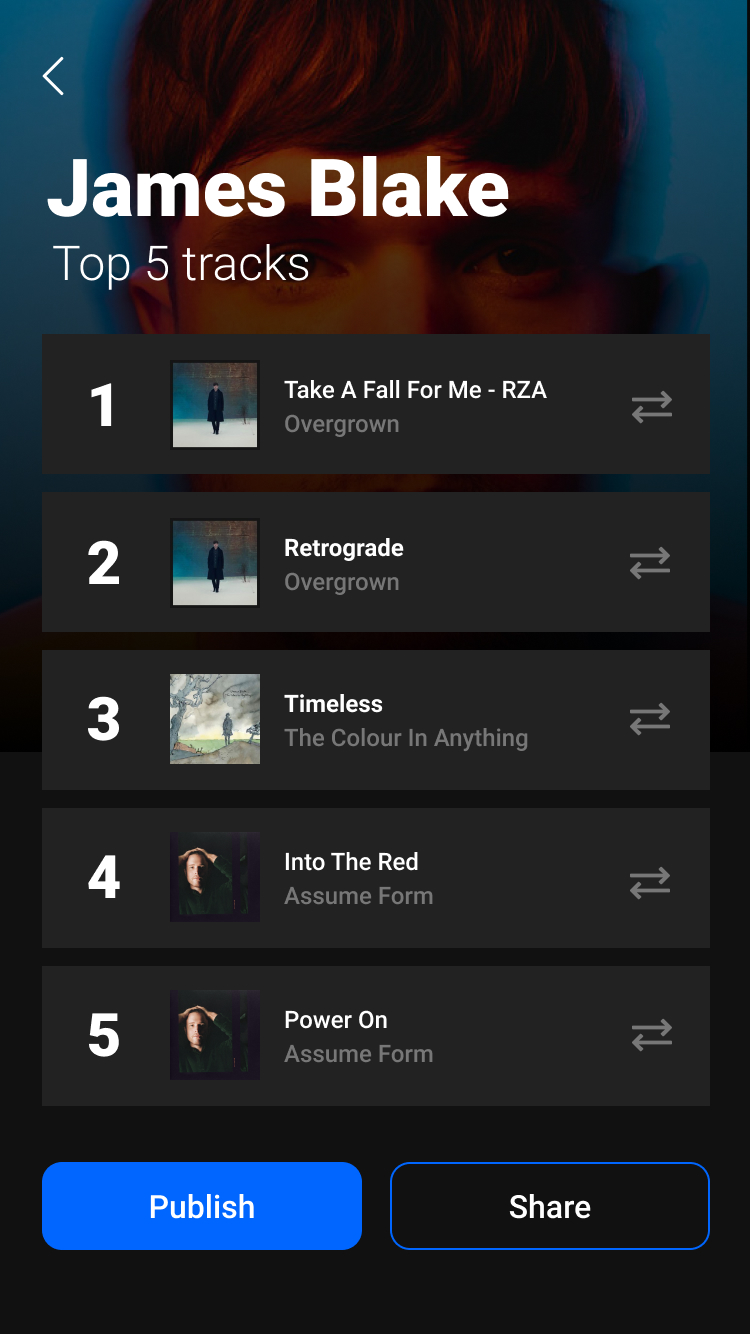 James Blake
Top 5 tracks
1
Take A Fall For Me - RZA
Overgrown
2
Retrograde
Overgrown
3
Timeless
The Colour In Anything
4
Into The Red
Assume Form
5
Power On
Assume Form
Publish
Share